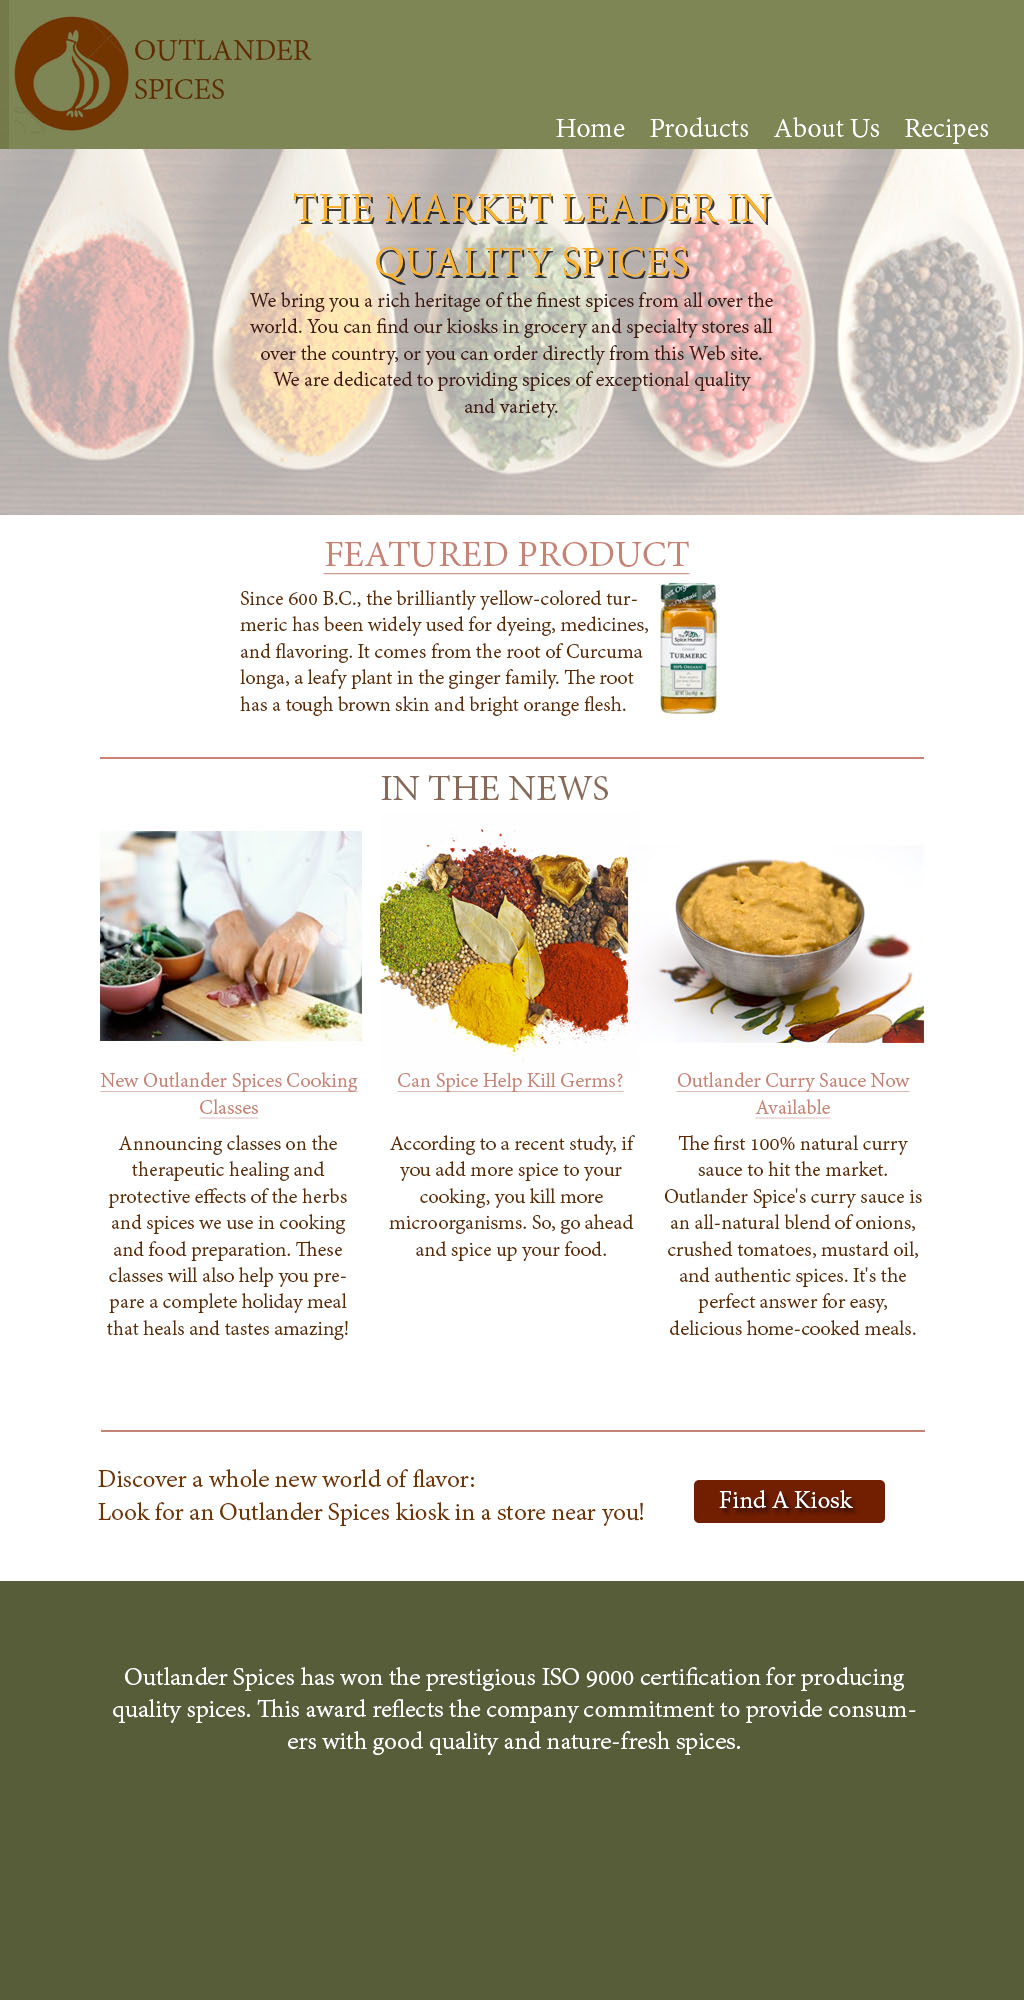 OUTLANDER
SPICES
Home Products About Us Recipes
THE MARKET LEADER IN
QUALITY SPICES
We bring you a rich heritage of the finest spices from all over the
world. You can find our kiosks in grocery and specialty stores all
over the country, or you can order directly from this Web site.
We are dedicated to providing spices of exceptional quality
and variety.
FEATURED PRODUCT
Since 600 B.C., the brilliantly yellow-colored tur-
meric has been widely used for dyeing, medicines,
and flavoring. It comes from the root of Curcuma
longa, a leafy plant in the ginger family. The root
has a tough brown skin and bright orange flesh.
Organic
The
Spice Hunter
TURMERIC
100% ORGANIC
IN THE NEWS
New Outlander Spices Cooking
Classes
Announcing classes on the
therapeutic healing and
protective effects of the herbs
and spices we use in cooking
and food preparation. These
classes will also help you pre-
pare a complete holiday meal
that heals and tastes amazing!
Can Spice Help Kill Germs?
According to a recent study, if
you add more spice to your
cooking, you kill more
microorganisms. So, go ahead
and spice up your food.
Outlander Curry Sauce Now
Available
The first 100% natural curry
sauce to hit the market.
Outlander Spice's curry sauce is
an all-natural blend of onions,
crushed tomatoes, mustard oil,
and authentic spices. It's the
perfect answer for easy,
delicious home-cooked meals.
Discover a whole new world of flavor:
Look for an Outlander Spices kiosk in a store near you!
Find A Kiosk
Outlander Spices has won the prestigious ISO 9000 certification for producing
quality spices. This award reflects the company commitment to provide consum-
ers with good quality and nature-fresh spices.